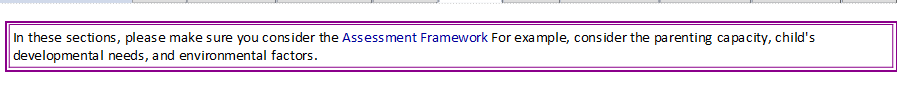 In these sections, please make sure you consider the Assessment Framework For example, consider the parenting capacity, child's
developmental needs, and environmental factors.